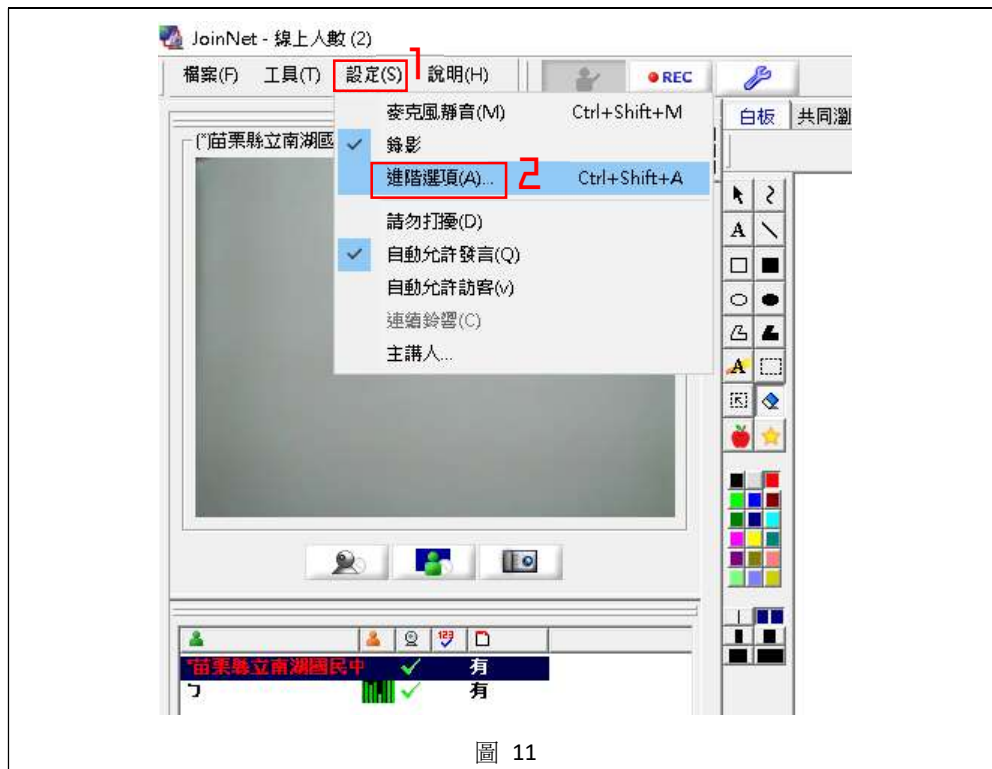 JoinNet - 線上人數 (2)
1
檔案(F) 工具(T) 設定(S) 說明(H) REC
麥克風靜音(M) Ctrl+Shift+M
白板 共同瀏
(*)苗栗縣立南湖國
錄影
進階選項(A)... 2 Ctrl+Shift+A
請勿打擾(D)
自動允許發言(Q)
自動允許訪客(v)
連續鈴響(C)
主講人...
A
A
123
*苗栗縣立南湖國民中 有
ㄅ 有
圖 11